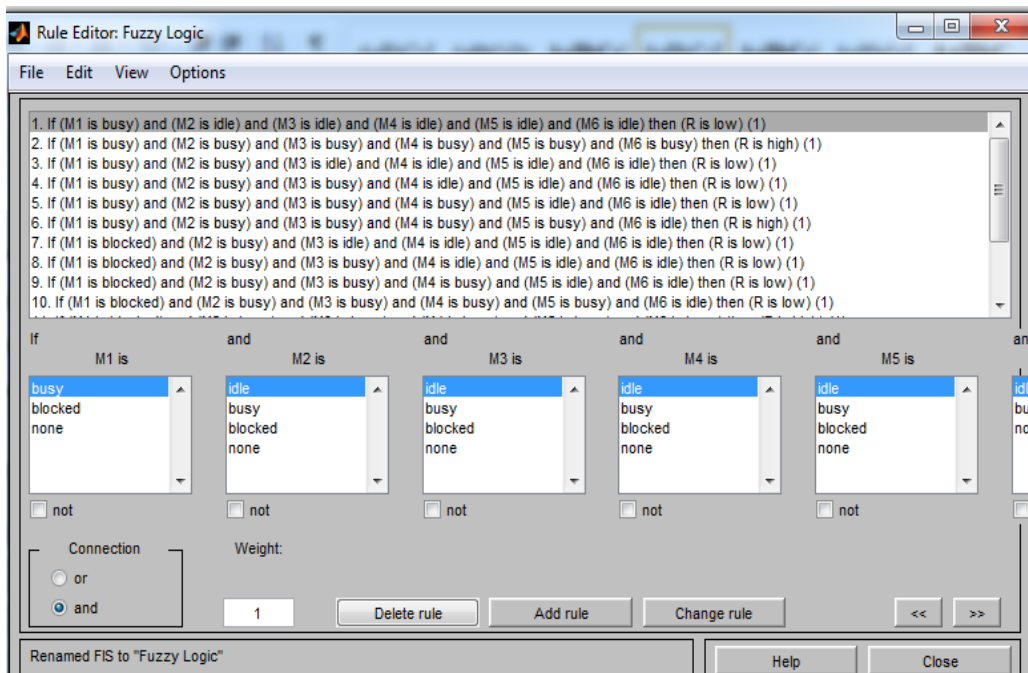 Rule Editor: Fuzzy Logic
File Edit View Options
1. If (M1 is busy) and (M2 is idle) and (M3 is idle) and (M4 is idle) and (M5 is idle) and (M6 is idle) then (R is low) (1)
2. If (M1 is busy) and (M2 is busy) and (M3 is busy) and (M4 is busy) and (M5 is busy) and (M6 is busy) then (R is high) (1)
3. If (M1 is busy) and (M2 is busy) and (M3 is idle) and (M4 is idle) and (M5 is idle) and (M6 is idle) then (R is low) (1)
4. If (M1 is busy) and (M2 is busy) and (M3 is busy) and (M4 is idle) and (M5 is idle) and (M6 is idle) then (R is low) (1)
5. If (M1 is busy) and (M2 is busy) and (M3 is busy) and (M4 is busy) and (M5 is idle) and (M6 is idle) then (R is low) (1)
6. If (M1 is busy) and (M2 is busy) and (M3 is busy) and (M4 is busy) and (M5 is busy) and (M6 is idle) then (R is high) (1)
7. If (M1 is blocked) and (M2 is busy) and (M3 is idle) and (M4 is idle) and (M5 is idle) and (M6 is idle) then (R is low) (1)
8. If (M1 is blocked) and (M2 is busy) and (M3 is busy) and (M4 is idle) and (M5 is idle) and (M6 is idle) then (R is low) (1)
9. If (M1 is blocked) and (M2 is busy) and (M3 is busy) and (M4 is busy) and (M5 is idle) and (M6 is idle) then (R is low) (1)
10. If (M1 is blocked) and (M2 is busy) and (M3 is busy) and (M4 is busy) and (M5 is busy) and (M6 is idle) then (R is low) (1)
If and and and and an
M1 is M2 is M3 is M4 is M5 is
busy idle idle idle idle idl
blocked busy busy busy busy bu
none blocked blocked blocked blocked no
none none none none
not not not not not
Connection Weight:
or
and 1 Delete rule Add rule Change rule << >>
Renamed FIS to "Fuzzy Logic" Help Close